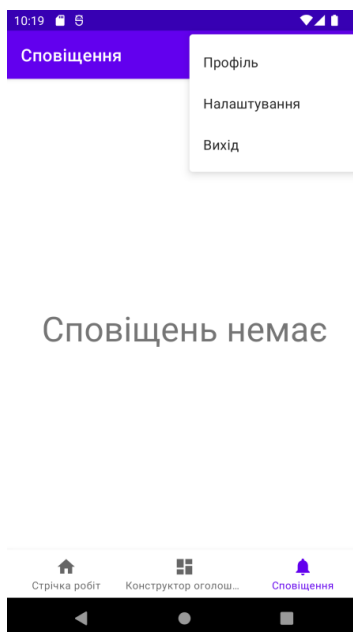 10:19
Сповіщення
Профіль
Налаштування
Вихід
Сповіщень немає
Стрічка робіт
Конструктор оголош...
Сповіщення